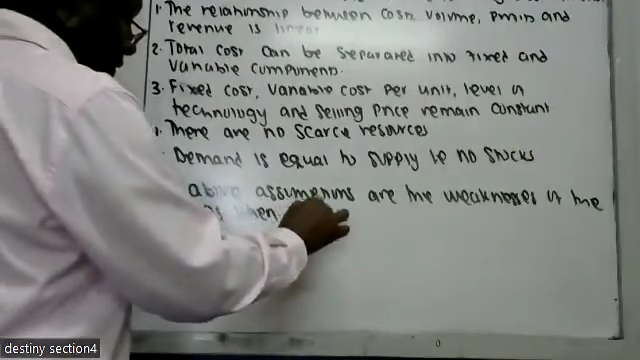 1. The relationship between cost, volume, profit and
revenue is linear
2. Total cost can be separated into fixed and
variable components.
3. Fixed cost, variable cost per unit, level of
technology and selling price remain constant
There are no scarce resources
Demand is equal to supply ie no stocks
above assumptions are the weaknesses of the
destiny section4